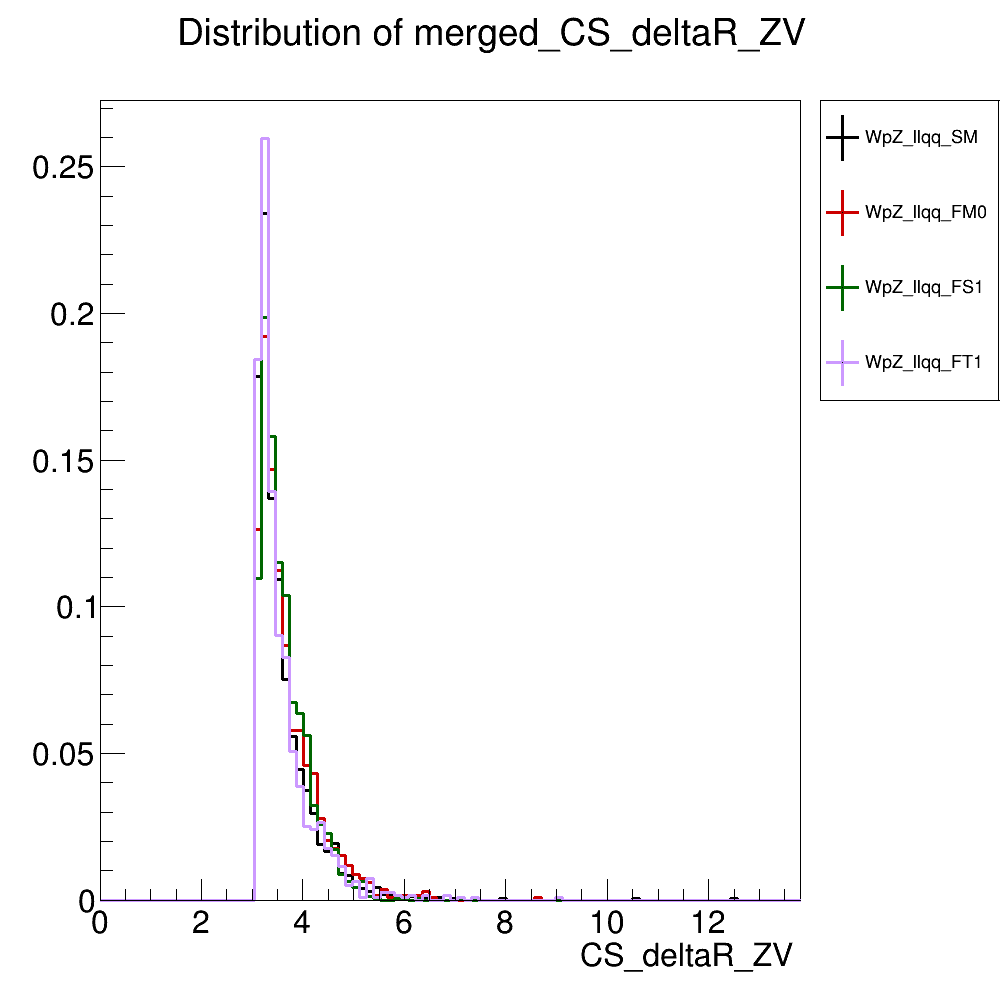 Distribution of merged_CS_deltaR_ZV
0.25
0.2
0.15
0.1
0.05
0
0 2 4 6 8 10 12
CS_deltaR_ZV
WpZ_llqq_SM
WpZ_llqq_FM0
WpZ_llqq_FS1
WpZ_llqq_FT1